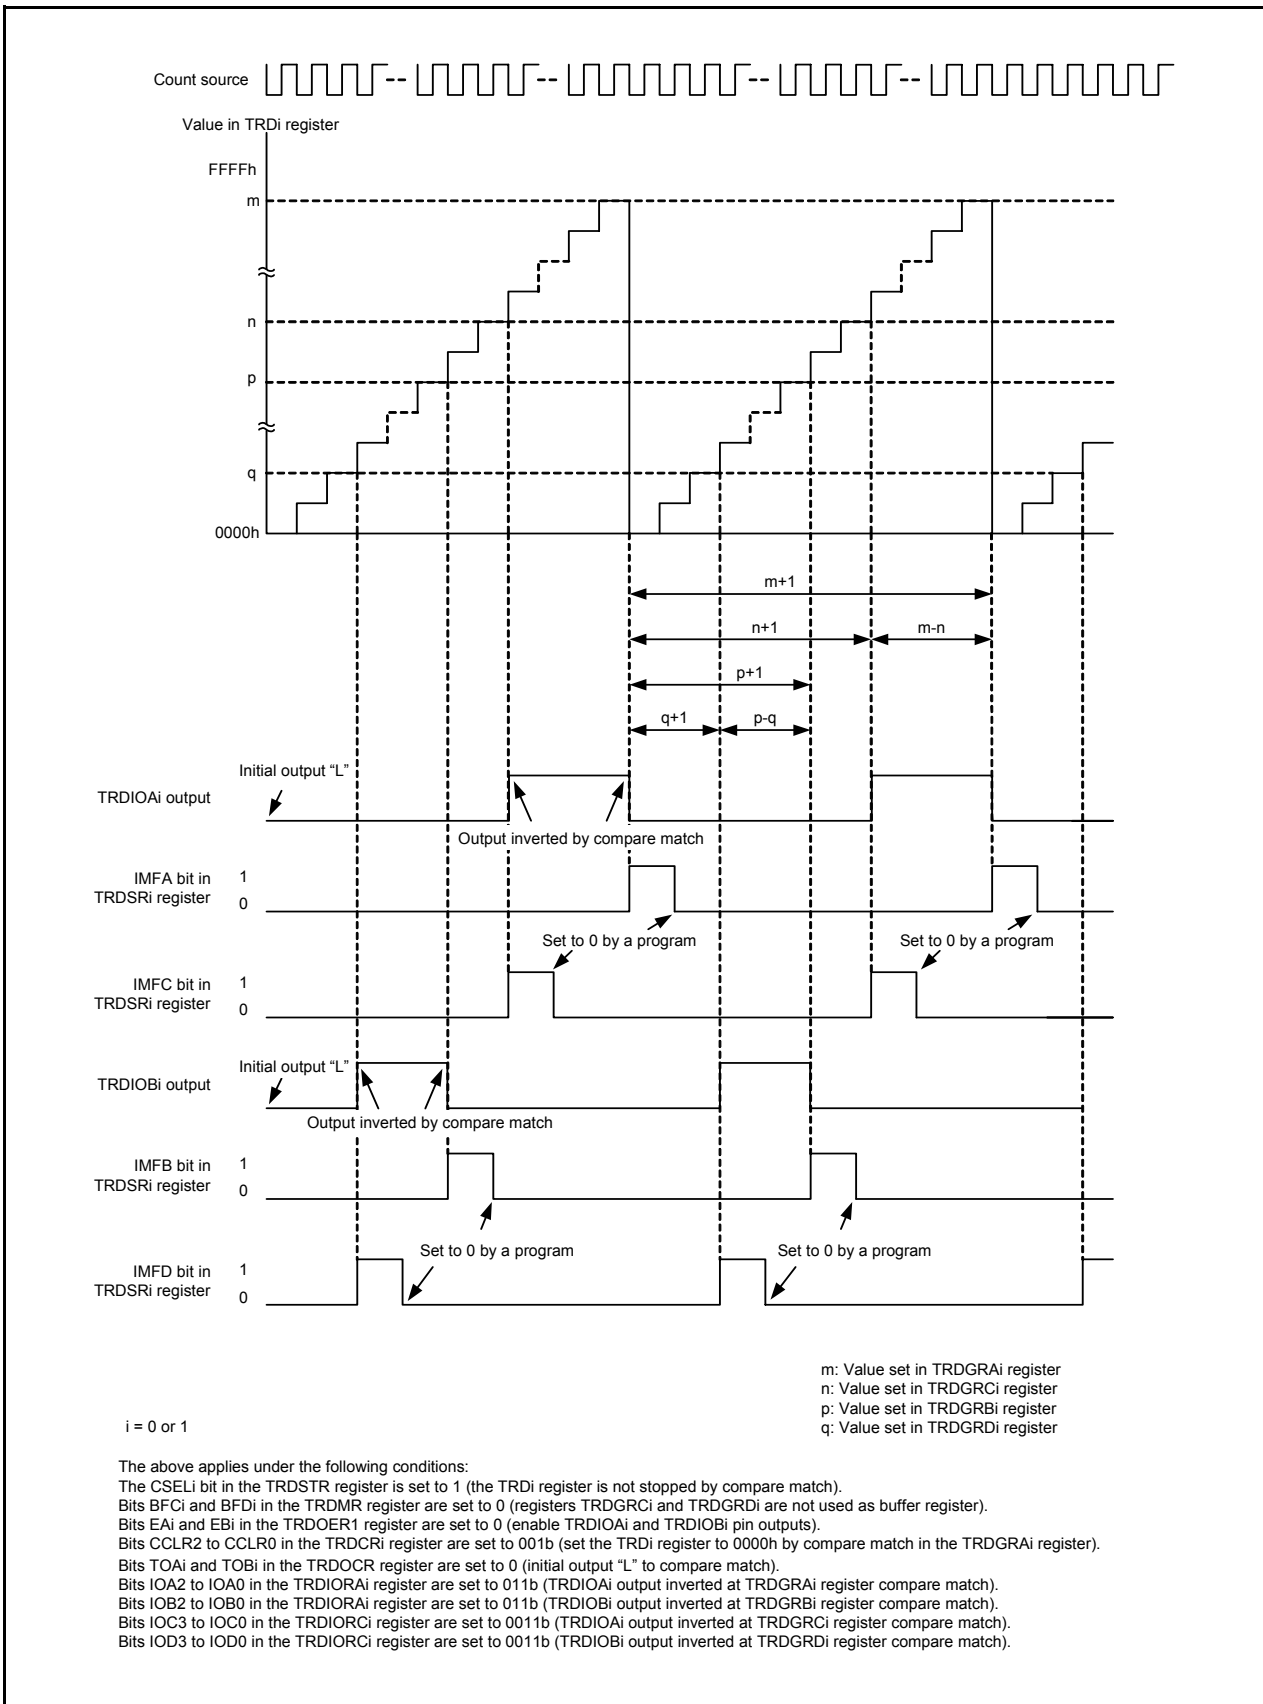 Count source
Value in TRDi register
FFFFh
m
n
p
q
0000h
m+1
n+1
m-n
p+1
q+1
p-q
Initial output “L”
TRDIOAi output
Output inverted by compare match
IMFA bit in
TRDSRi register
1
0
Set to 0 by a program
Set to 0 by a program
IMFC bit in
TRDSRi register
1
0
Initial output “L”
TRDIOBi output
Output inverted by compare match
IMFB bit in
TRDSRi register
1
0
Set to 0 by a program
Set to 0 by a program
IMFD bit in
TRDSRi register
1
0
m: Value set in TRDGRAi register
n: Value set in TRDGRCi register
p: Value set in TRDGRBi register
q: Value set in TRDGRDi register
i = 0 or 1
The above applies under the following conditions:
The CSELi bit in the TRDSTR register is set to 1 (the TRDi register is not stopped by compare match).
Bits BFCi and BFDi in the TRDMR register are set to 0 (registers TRDGRCi and TRDGRDi are not used as buffer register).
Bits EAi and EBi in the TRDOER1 register are set to 0 (enable TRDIOAi and TRDIOBi pin outputs).
Bits CCLR2 to CCLR0 in the TRDCRi register are set to 001b (set the TRDi register to 0000h by compare match in the TRDGRAi register).
Bits TOAi and TOBi in the TRDOCR register are set to 0 (initial output “L” to compare match).
Bits IOA2 to IOA0 in the TRDIORAi register are set to 011b (TRDIOAi output inverted at TRDGRAi register compare match).
Bits IOB2 to IOB0 in the TRDIORAi register are set to 011b (TRDIOBi output inverted at TRDGRBi register compare match).
Bits IOC3 to IOC0 in the TRDIORCi register are set to 0011b (TRDIOAi output inverted at TRDGRCi register compare match).
Bits IOD3 to IOD0 in the TRDIORCi register are set to 0011b (TRDIOBi output inverted at TRDGRDi register compare match).